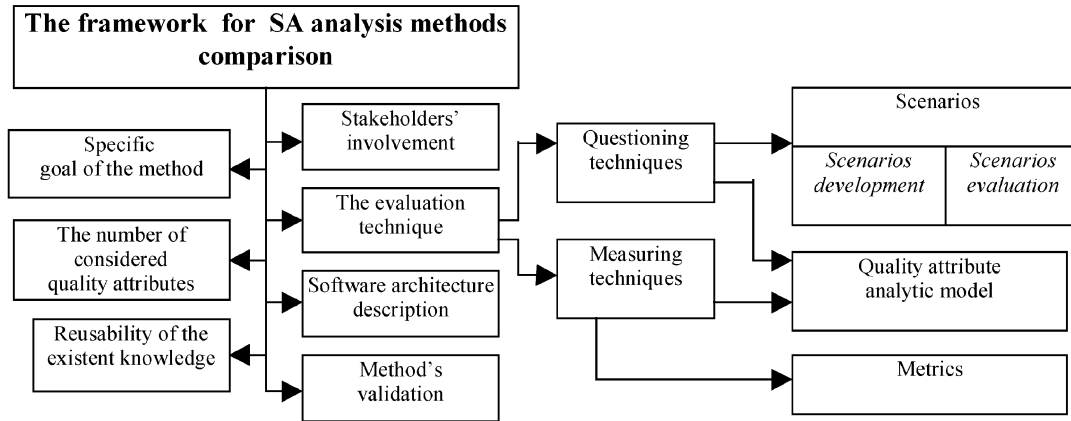 The framework for SA analysis methods
comparison
Specific
goal of the method
The number of
considered
quality attributes
Reusability of the
existent knowledge
Stakeholders’
involvement
The evaluation
technique
Software architecture
description
Method’s
validation
Questioning
techniques
Measuring
techniques
Scenarios
Scenarios
development
Scenarios
evaluation
Quality attribute
analytic model
Metrics